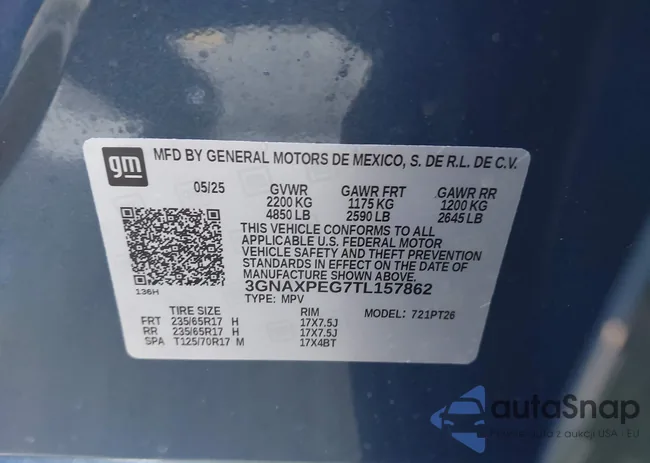 gm MFD BY GENERAL MOTORS DE MEXICO, S. DE R.L. DE C.V.
05/25 GVWR GAWR FRT GAWR RR
2200 KG 1175 KG 1200 KG
4850 LB 2590 LB 2645 LB
THIS VEHICLE CONFORMS TO ALL
APPLICABLE U.S. FEDERAL MOTOR
VEHICLE SAFETY AND THEFT PREVENTION
STANDARDS IN EFFECT ON THE DATE OF
MANUFACTURE SHOWN ABOVE.
136H 3GNAXPEG7TL157862
TYPE: MPV
TIRE SIZE RIM MODEL: 721PT26
FRT 235/65R17 H 17X7.5J
RR 235/65R17 H 17X7.5J
SPA T125/70R17 M 17X4BT
autoSnap
z aukcji USA - EU